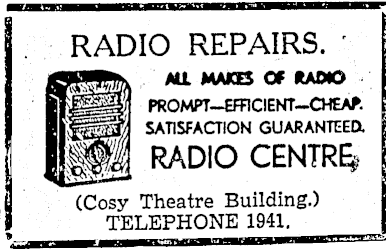 RADIO REPAIRS.
ALL MAKES OF RADIO
PROMPT—EFFICIENT—CHEAP.
SATISFACTION GUARANTEED.
RADIO CENTRE,
(Cosy Theatre Building.)
TELEPHONE 1941.